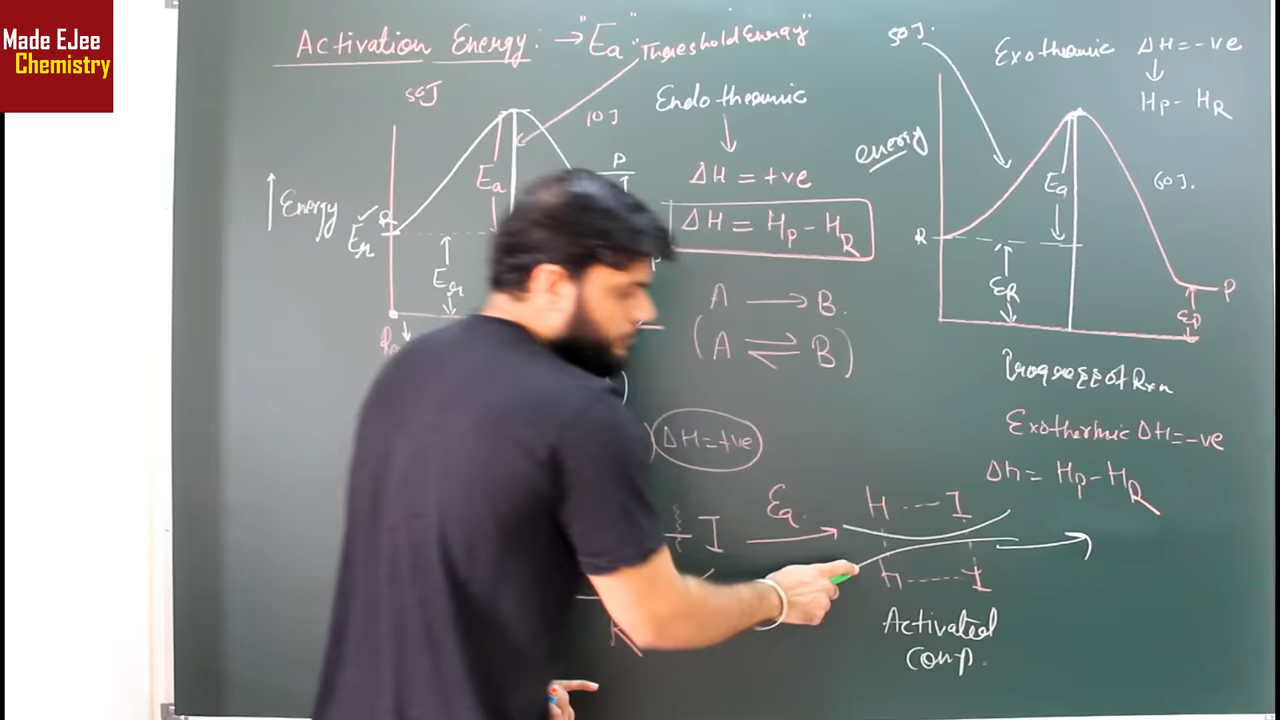 Made EJee
Chemistry
Activation Energy: → "Ea"
Threshold Energy"
50J
10J
Endothermic
ΔH = +ve
ΔH = Hp - HR
↑ Energy
R
Er
Er
Ea
P
A → B.
(A ⇌ B)
ΔH=+ve
50J.
Exothermic ΔH = -ve
↓
Hp - HR
energy
Ea
60J.
R
ER
P
Ep
Progress of Rxn
Exothermic ΔH=-ve
Δh = Hp - HR
I
Ea
H ---- I
h ------ I
Activated
Comp.